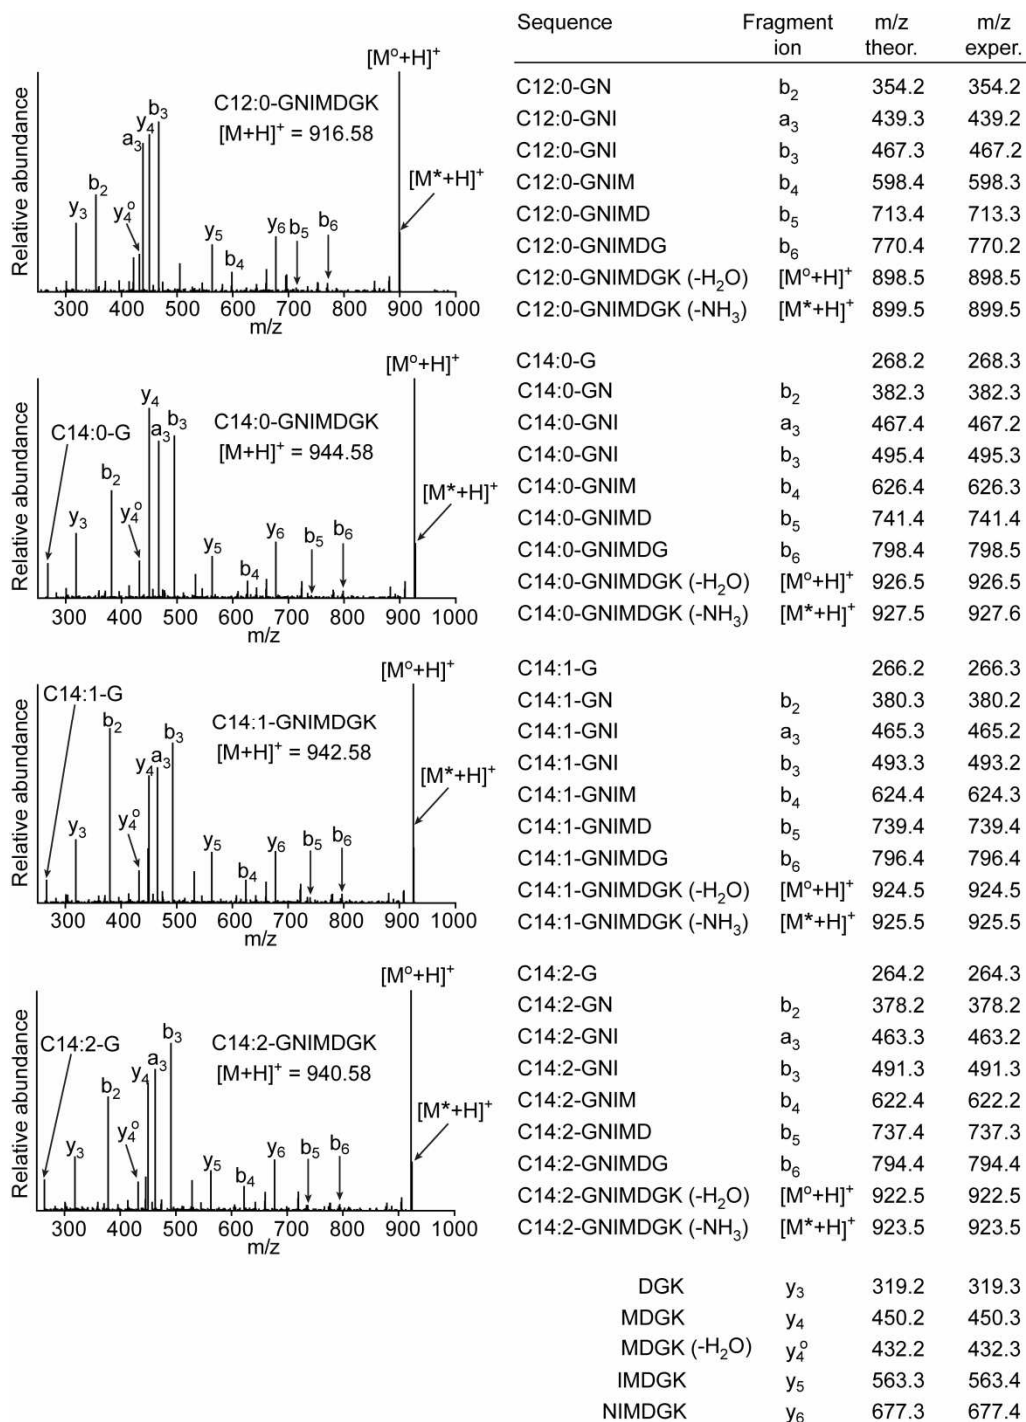 Sequence Fragment ion m/z theor. m/z exper.
C12:0-GN b2 354.2 354.2
C12:0-GNI a3 439.3 439.2
C12:0-GNI b3 467.3 467.2
C12:0-GNIM b4 598.4 598.3
C12:0-GNIMD b5 713.4 713.3
C12:0-GNIMDG b6 770.4 770.2
C12:0-GNIMDGK (-H2O) [Mº+H]+ 898.5 898.5
C12:0-GNIMDGK (-NH3) [M*+H]+ 899.5 899.5
Relative abundance
[Mº+H]+
C12:0-GNIMDGK
[M+H]+ = 916.58
[M*+H]+
y3 b2 y4º a3 y4 b3 y5 b4 y6 b5 b6
300 400 500 600 700 800 900 1000
m/z
C14:0-G 268.2 268.3
C14:0-GN b2 382.3 382.3
C14:0-GNI a3 467.4 467.2
C14:0-GNI b3 495.4 495.3
C14:0-GNIM b4 626.4 626.3
C14:0-GNIMD b5 741.4 741.4
C14:0-GNIMDG b6 798.4 798.5
C14:0-GNIMDGK (-H2O) [Mº+H]+ 926.5 926.5
C14:0-GNIMDGK (-NH3) [M*+H]+ 927.5 927.6
Relative abundance
[Mº+H]+
C14:0-GNIMDGK
[M+H]+ = 944.58
C14:0-G
[M*+H]+
y3 b2 y4º y4 a3 b3 y5 b4 y6 b5 b6
300 400 500 600 700 800 900 1000
m/z
C14:1-G 266.2 266.3
C14:1-GN b2 380.3 380.2
C14:1-GNI a3 465.3 465.2
C14:1-GNI b3 493.3 493.2
C14:1-GNIM b4 624.4 624.3
C14:1-GNIMD b5 739.4 739.4
C14:1-GNIMDG b6 796.4 796.4
C14:1-GNIMDGK (-H2O) [Mº+H]+ 924.5 924.5
C14:1-GNIMDGK (-NH3) [M*+H]+ 925.5 925.5
Relative abundance
[Mº+H]+
C14:1-G
C14:1-GNIMDGK
[M+H]+ = 942.58
[M*+H]+
y3 b2 y4º y4 a3 b3 y5 b4 y6 b5 b6
300 400 500 600 700 800 900 1000
m/z
C14:2-G 264.2 264.3
C14:2-GN b2 378.2 378.2
C14:2-GNI a3 463.3 463.2
C14:2-GNI b3 491.3 491.3
C14:2-GNIM b4 622.4 622.2
C14:2-GNIMD b5 737.4 737.3
C14:2-GNIMDG b6 794.4 794.4
C14:2-GNIMDGK (-H2O) [Mº+H]+ 922.5 922.5
C14:2-GNIMDGK (-NH3) [M*+H]+ 923.5 923.5
Relative abundance
[Mº+H]+
C14:2-G
C14:2-GNIMDGK
[M+H]+ = 940.58
[M*+H]+
y3 b2 y4º y4 a3 b3 y5 b4 y6 b5 b6
300 400 500 600 700 800 900 1000
m/z
DGK y3 319.2 319.3
MDGK y4 450.2 450.3
MDGK (-H2O) y4º 432.2 432.3
IMDGK y5 563.3 563.4
NIMDGK y6 677.3 677.4